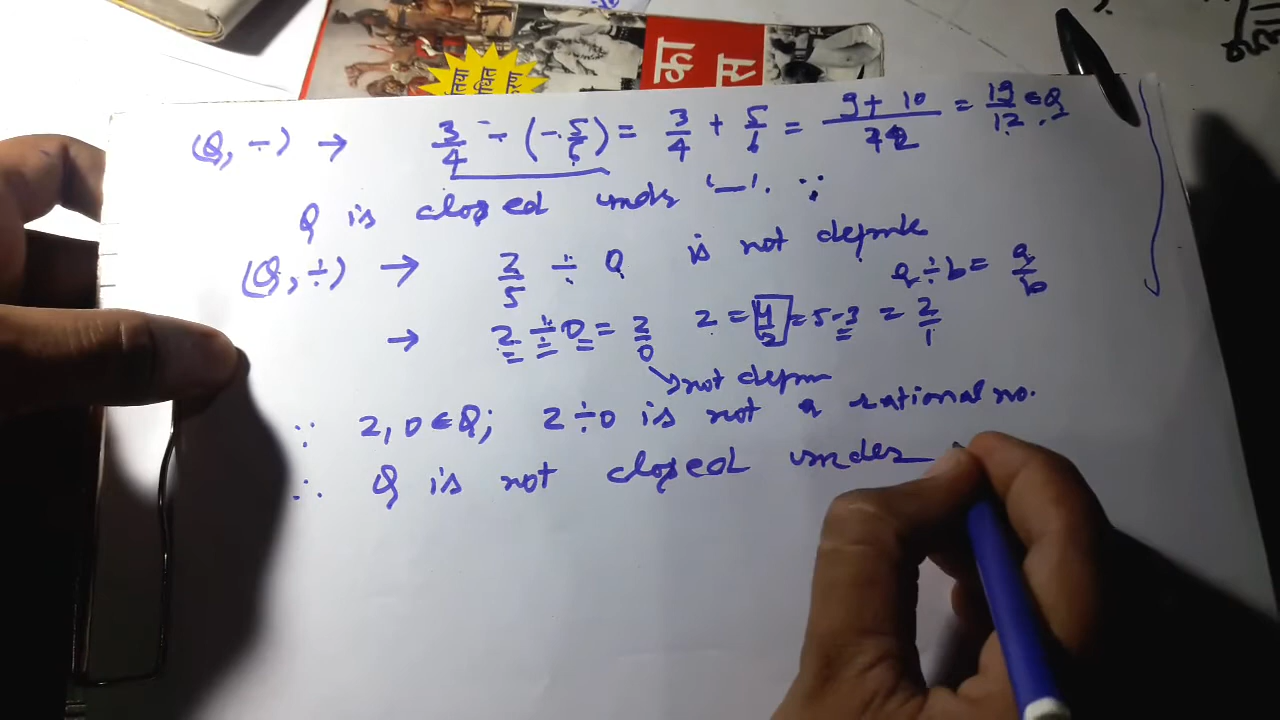 का
स
(Q, -) → 3/4 - (-5/6) = 3/4 + 5/6 = 9+10/12 = 19/12 ∈ Q.
Q is closed under '-'. ∵
(Q, ÷) → 2/5 ÷ 0 is not define
a ÷ b = a/b
→ 2 ÷ 0 = 2/0 2 = 4/2 = 5-3 = 2/1
→ not defin
∵ 2, 0 ∈ Q; 2 ÷ 0 is not a rational no.
∴ Q is not closed under